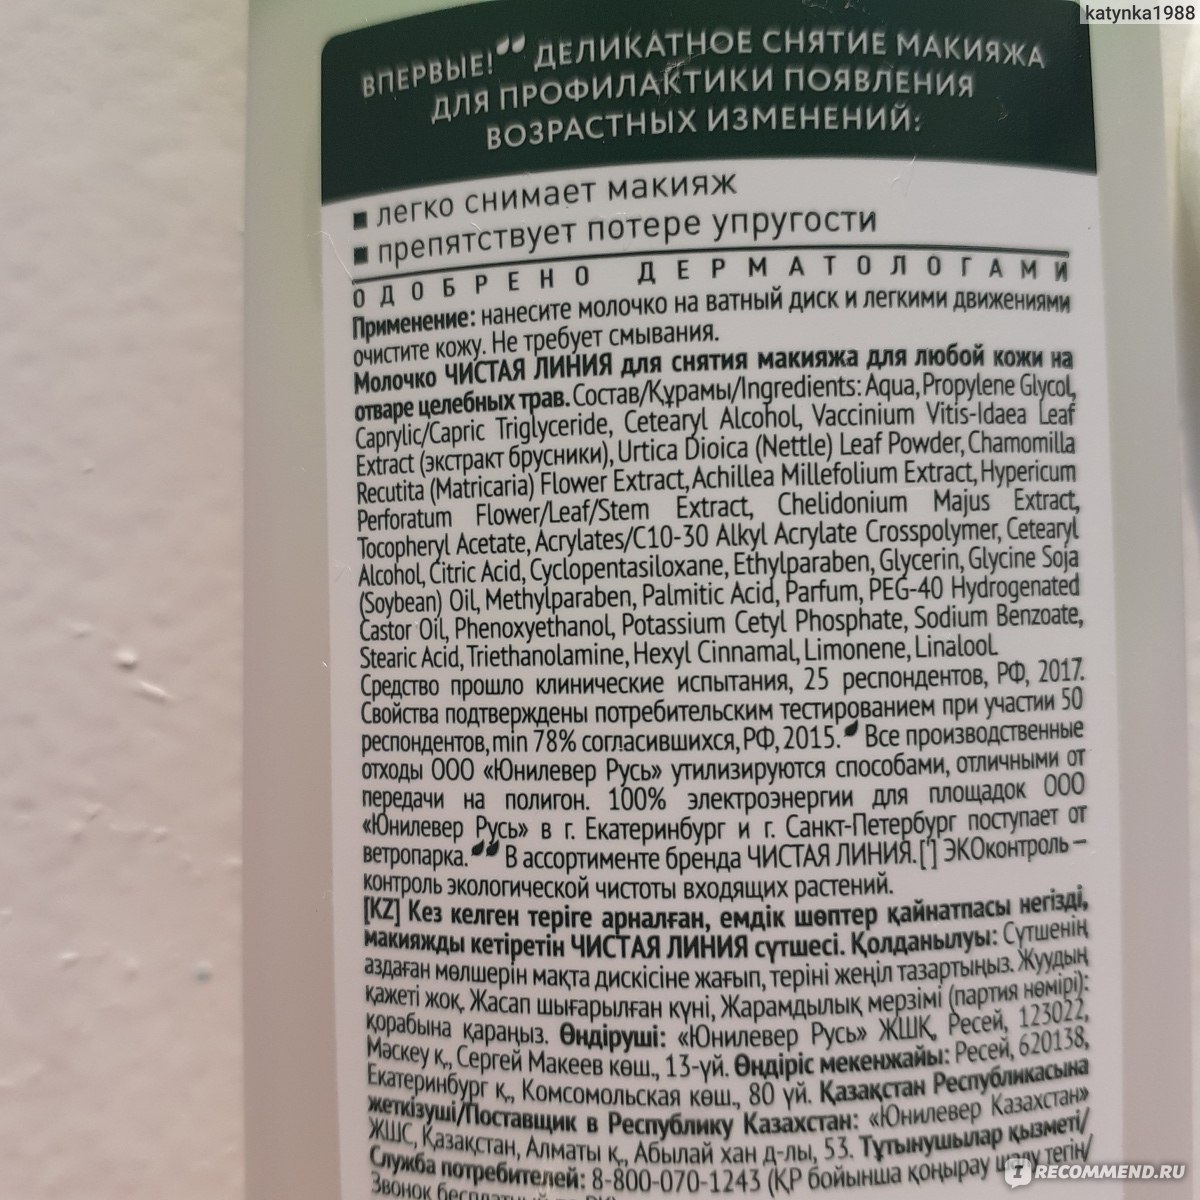 katynka1988
ВПЕРВЫЕ! ДЕЛИКАТНОЕ СНЯТИЕ МАКИЯЖА
ДЛЯ ПРОФИЛАКТИКИ ПОЯВЛЕНИЯ
ВОЗРАСТНЫХ ИЗМЕНЕНИЙ:
■ легко снимает макияж
■ препятствует потере упругости
ОДОБРЕНО ДЕРМАТОЛОГАМИ
Применение: нанесите молочко на ватный диск и легкими движениями
очистите кожу. Не требует смывания.
Молочко ЧИСТАЯ ЛИНИЯ для снятия макияжа для любой кожи на
отваре целебных трав. Состав/Құрамы/Ingredients: Aqua, Propylene Glycol,
Caprylic/Capric Triglyceride, Cetearyl Alcohol, Vaccinium Vitis-Idaea Leaf
Extract (экстракт брусники), Urtica Dioica (Nettle) Leaf Powder, Chamomilla
Recutita (Matricaria) Flower Extract, Achillea Millefolium Extract, Hypericum
Perforatum Flower/Leaf/Stem Extract, Chelidonium Majus Extract,
Tocopheryl Acetate, Acrylates/C10-30 Alkyl Acrylate Crosspolymer, Cetearyl
Alcohol, Citric Acid, Cyclopentasiloxane, Ethylparaben, Glycerin, Glycine Soja
(Soybean) Oil, Methylparaben, Palmitic Acid, Parfum, PEG-40 Hydrogenated
Castor Oil, Phenoxyethanol, Potassium Cetyl Phosphate, Sodium Benzoate,
Stearic Acid, Triethanolamine, Hexyl Cinnamal, Limonene, Linalool.
Средство прошло клинические испытания, 25 респондентов, РФ, 2017.
Свойства подтверждены потребительским тестированием при участии 50
респондентов, min 78% согласившихся, РФ, 2015. Все производственные
отходы ООО «Юнилевер Русь» утилизируются способами, отличными от
передачи на полигон. 100% электроэнергии для площадок ООО
«Юнилевер Русь» в г. Екатеринбург и г. Санкт-Петербург поступает от
ветропарка. В ассортименте бренда ЧИСТАЯ ЛИНИЯ. [*] ЭКОконтроль –
контроль экологической чистоты входящих растений.
[KZ] Кез келген теріге арналған, емдік шөптер қайнатпасы негізді,
макияжды кетіретін ЧИСТАЯ ЛИНИЯ сүтшесі. Қолданылуы: Сүтшенің
аздаған мөлшерін мақта дискісіне жағып, теріні жеңіл тазартыңыз. Жуудың
қажеті жоқ. Жасап шығарылған күні, Жарамдылық мерзімі (партия нөмірі):
қорабына қараңыз. Өндіруші: «Юнилевер Русь» ЖШҚ, Ресей, 123022,
Мәскеу қ., Сергей Макеев көш., 13-үй. Өндіріс мекенжайы: Ресей, 620138,
Екатеринбург қ., Комсомольская көш., 80 үй. Қазақстан Республикасына
жеткізуші/Поставщик в Республику Казахстан: «Юнилевер Казахстан»
ЖШС, Қазақстан, Алматы қ., Абылай хан д-лы, 53. Тұтынушылар қызметі/
Служба потребителей: 8-800-070-1243 (ҚР бойынша қоңырау шалу тегін/
Звонок бесплатный по РК)
IRECOMMEND.RU